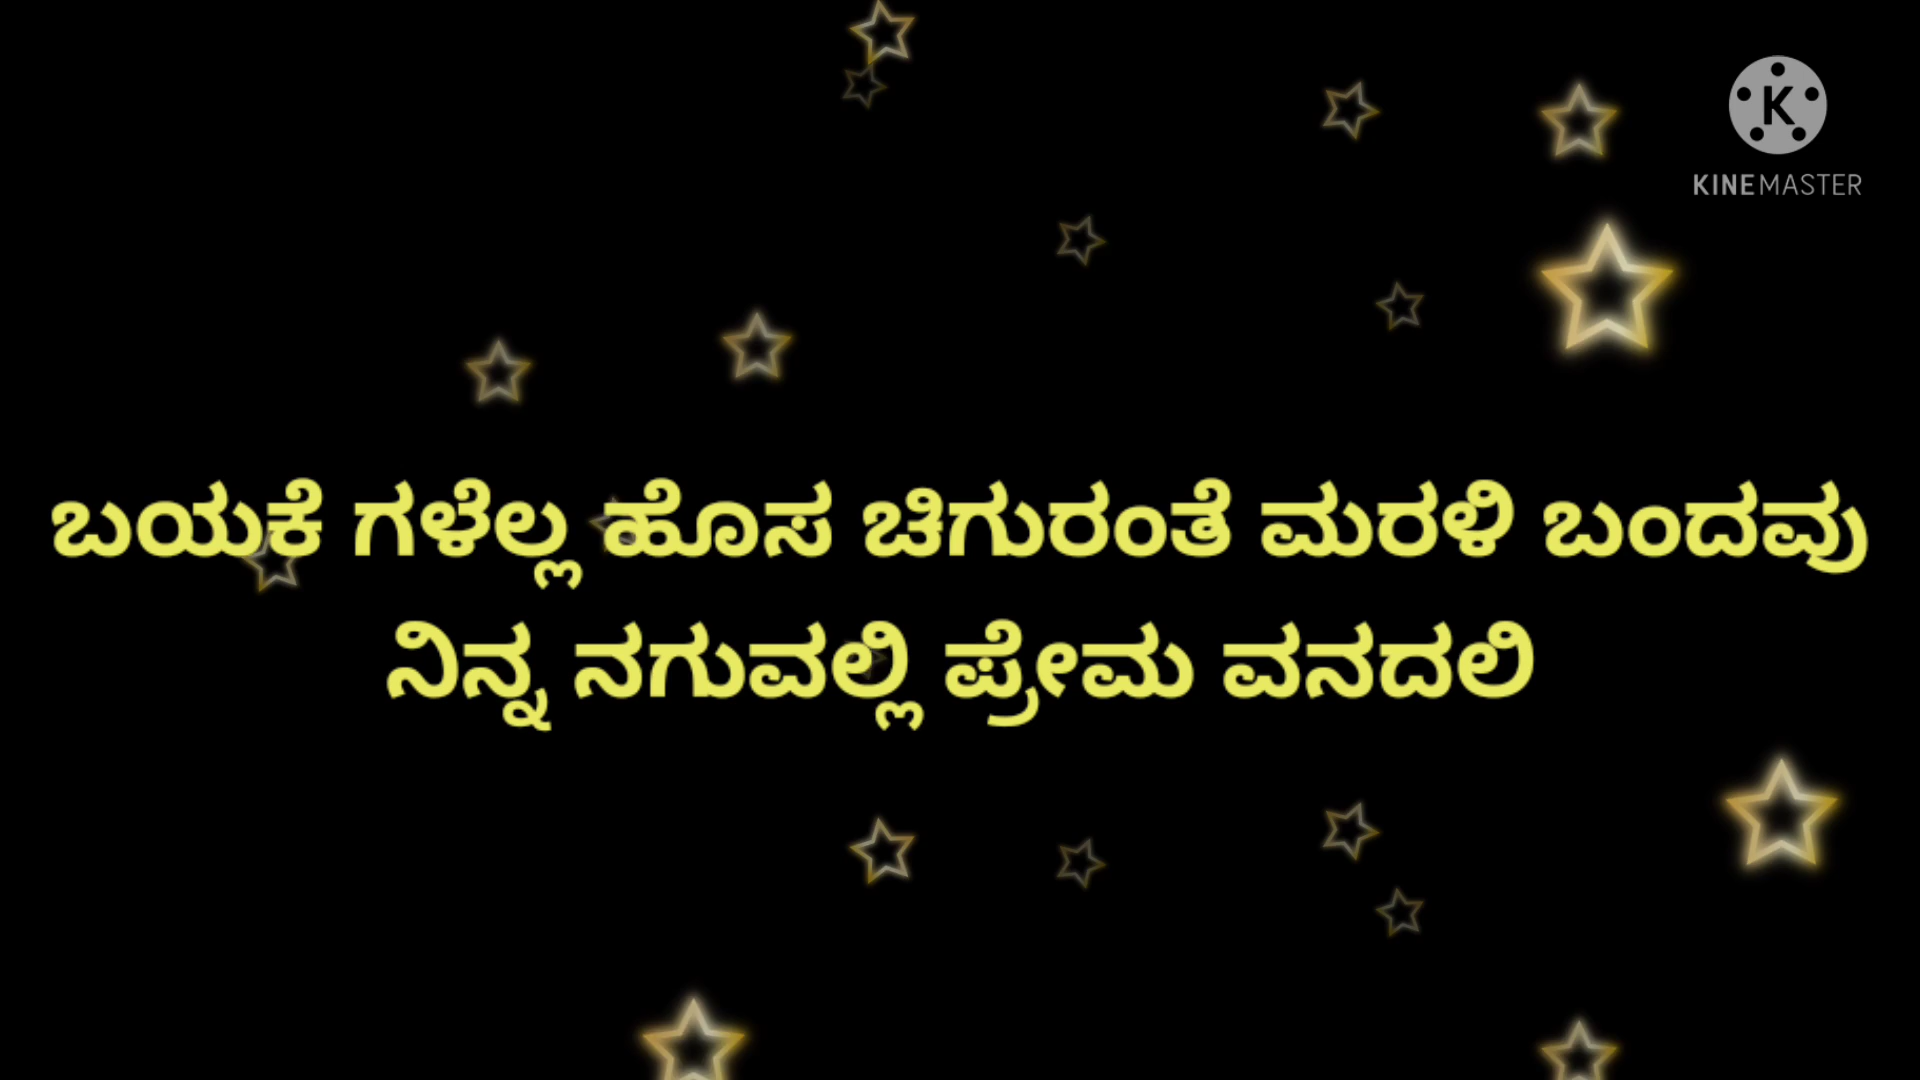 KINEMASTER
ಬಯಕೆ ಗಳೆಲ್ಲ ಹೊಸ ಚಿಗುರಂತೆ ಮರಳಿ ಬಂದವು
ನಿನ್ನ ನಗುವಲ್ಲಿ ಪ್ರೇಮ ವನದಲಿ